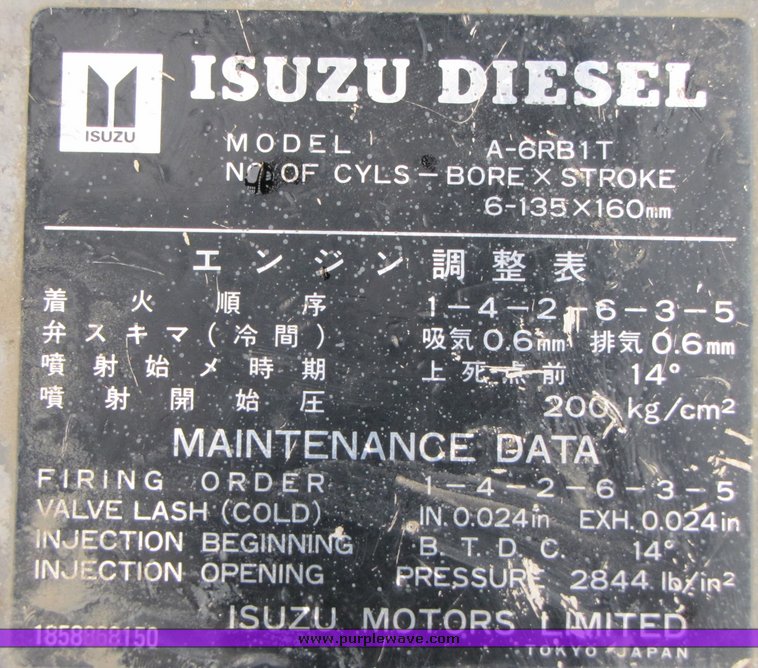 ISUZU DIESEL
ISUZU
MODEL A-6RB1T
NO OF CYLS – BORE × STROKE
6-135×160mm
エンジン調整表
着火順序 1-4-2-6-3-5
弁スキマ(冷間) 吸気0.6mm 排気0.6mm
噴射始メ時期 上死点前 14°
噴射開始圧 200 kg/cm²
MAINTENANCE DATA
FIRING ORDER 1-4-2-6-3-5
VALVE LASH (COLD) IN. 0.024in EXH. 0.024in
INJECTION BEGINNING B. T. D. C. 14°
INJECTION OPENING PRESSURE 2844 lb/in²
ISUZU MOTORS LIMITED
1858868150
www.purplewave.com
TOKYO JAPAN